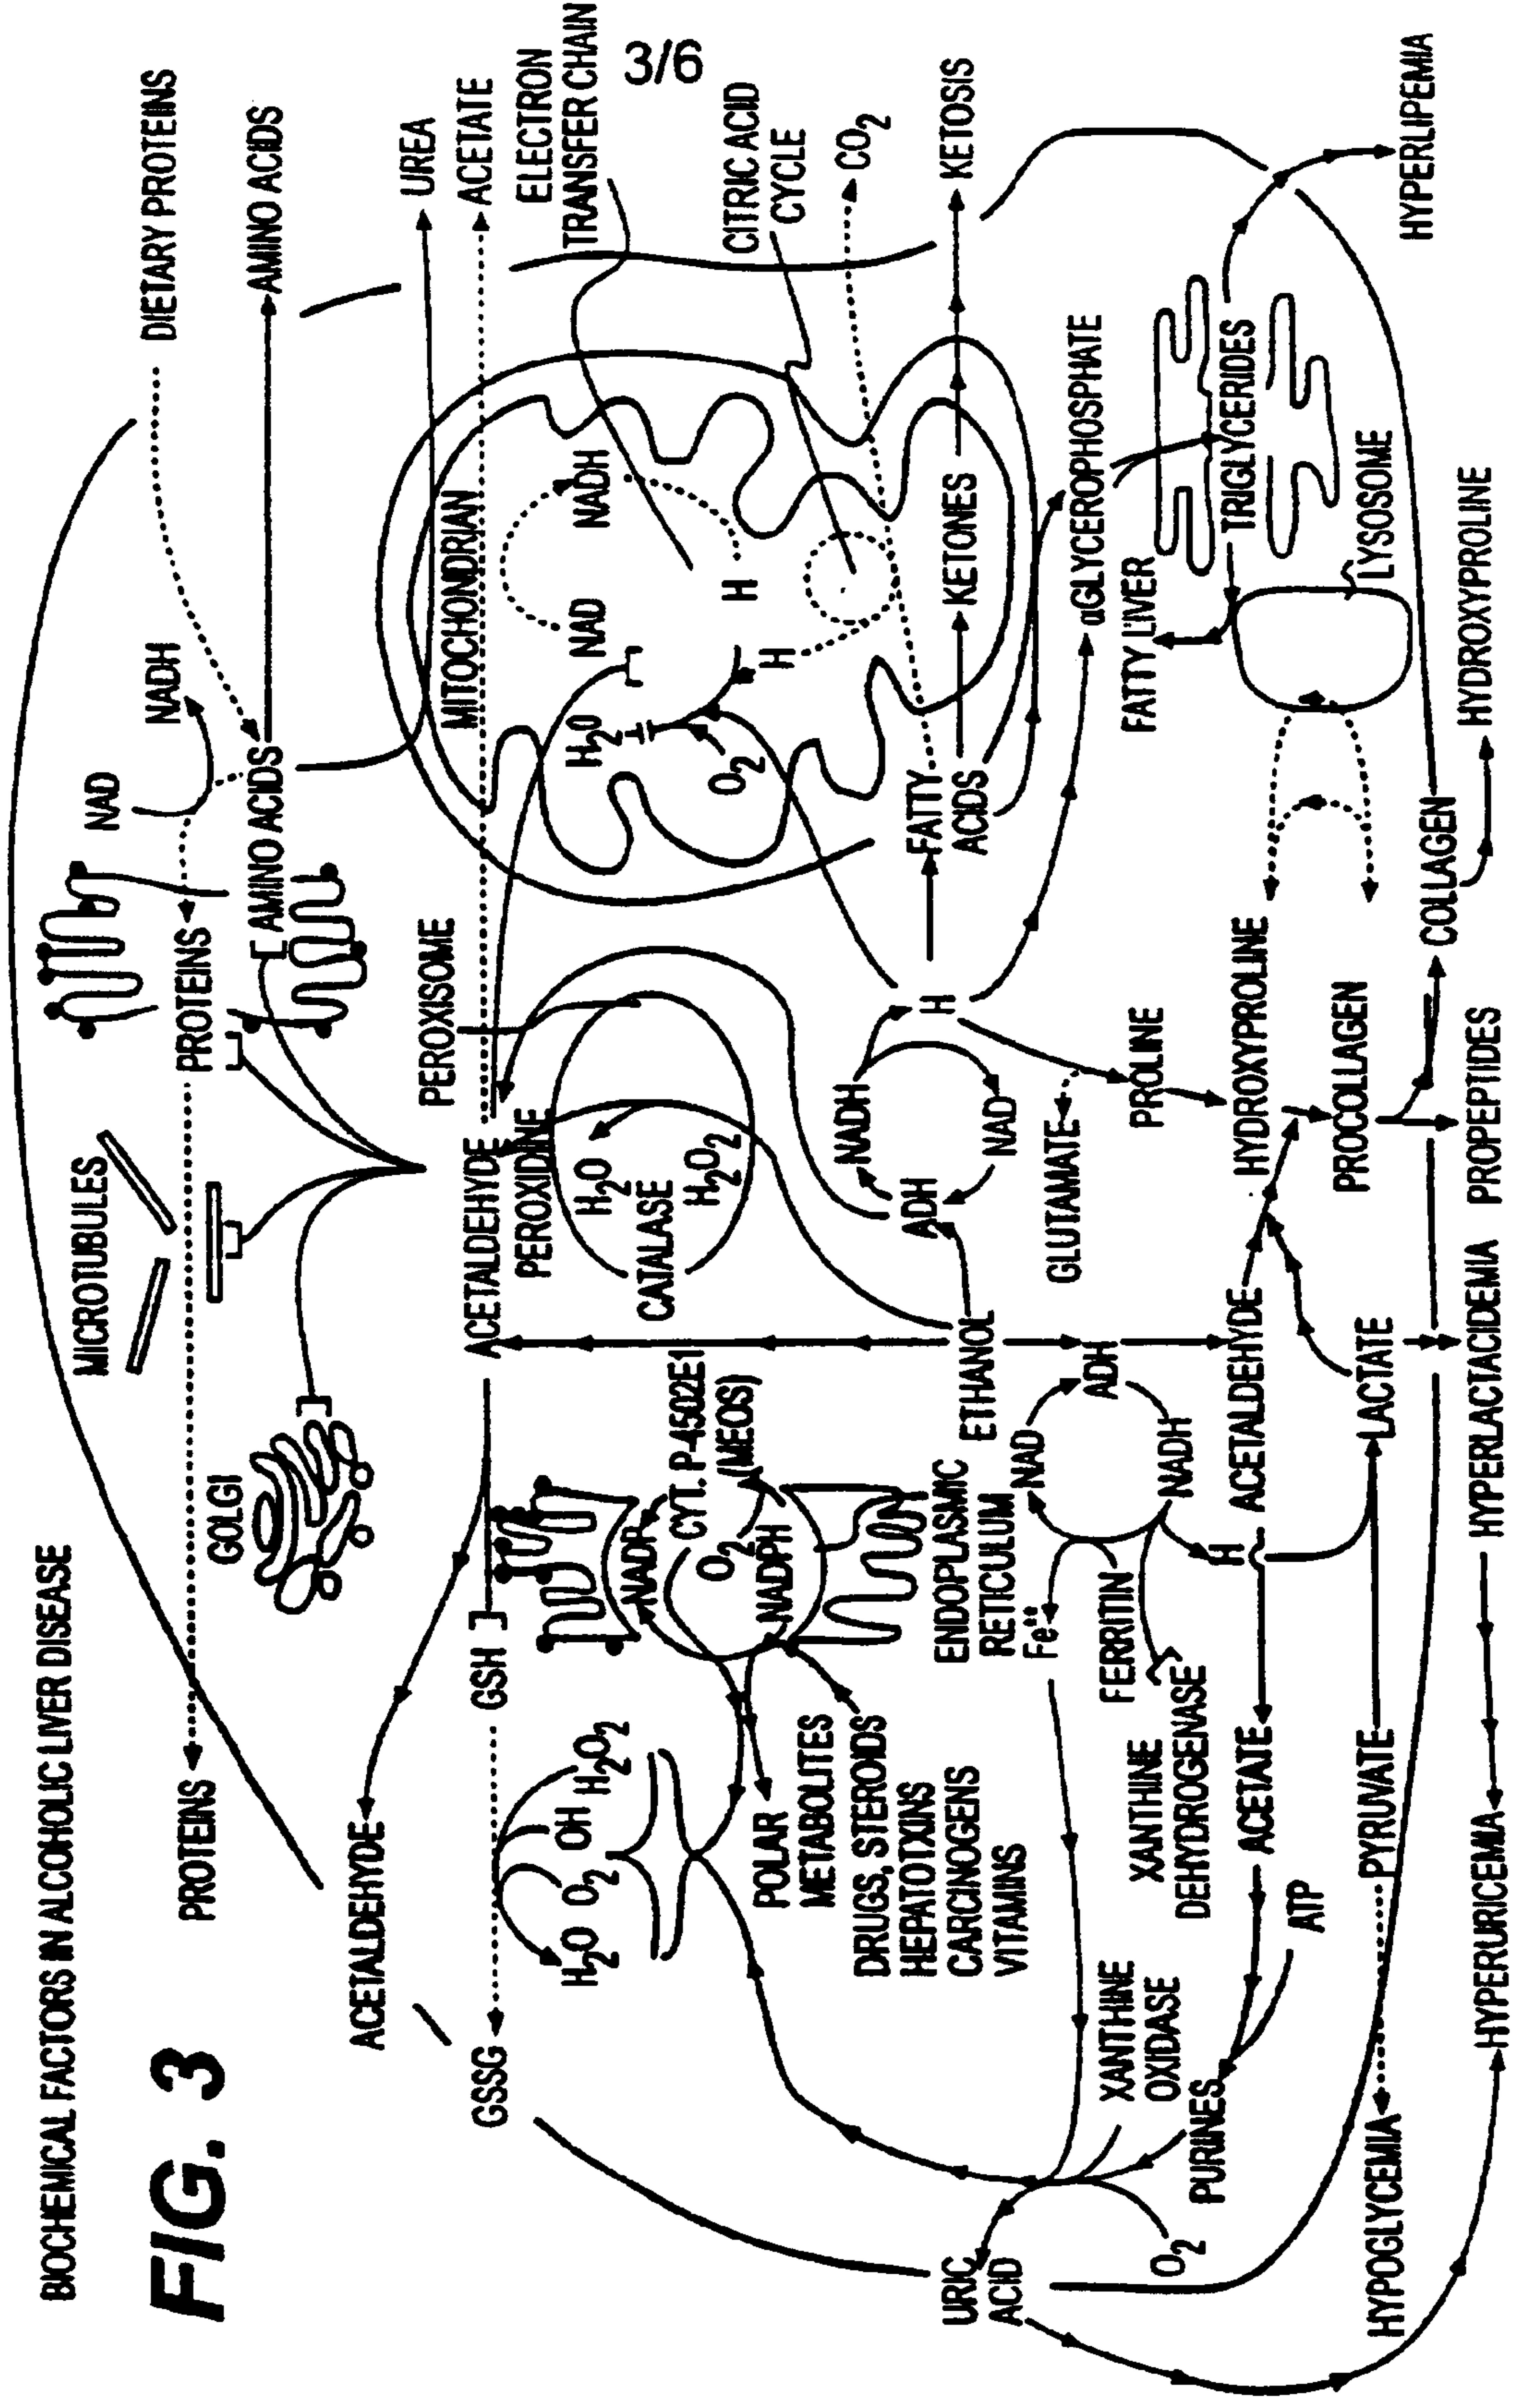 BIOCHEMICAL FACTORS IN ALCOHOLIC LIVER DISEASE
FIG. 3
3/6
DIETARY PROTEINS
MICROTUBULES
NAD
NADH
GOLGI
PROTEINS
PROTEINS
AMINO ACIDS
AMINO ACIDS
ACETALDEHYDE
UREA
PEROXISOME
MITOCHONDRIAN
GSSG
GSH
ACETALDEHYDE
ACETATE
PEROXIDINE
ELECTRON
TRANSFER CHAIN
H2O O2 OH H2O2
NADP
CYT. P-4502E1
(MEOS)
O2
NADPH
H2O
CATALASE
H2O2
H2O
NAD
NADH
O2
H
H
CITRIC ACID
CYCLE
CO2
POLAR
METABOLITES
DRUGS, STEROIDS
HEPATOTXINS
CARCINOGENS
VITAMINS
ENDOPLASMIC
RETICULUM
ETHANOL
ADH
NADH
NAD
H
FATTY
ACIDS
KETONES
KETOSIS
URIC
ACID
Fe++
NAD
ADH
NADH
FERRITIN
GLUTAMATE
αGLYCEROPHOSPHATE
XANTHINE
OXIDASE
XANTHINE
DEHYDROGENASE
PROLINE
FATTY LIVER
O2
PURINES
ATP
ACETATE
H
ACETALDEHYDE
HYDROXYPROLINE
TRIGLYCERIDES
LYSOSOME
HYPOGLYCEMIA
PYRUVATE
LACTATE
PROCOLLAGEN
COLLAGEN
HYPERLIPEMIA
HYPERURICEMIA
HYPERLACTACIDEMIA
PROPEPTIDES
HYDROXYPROLINE